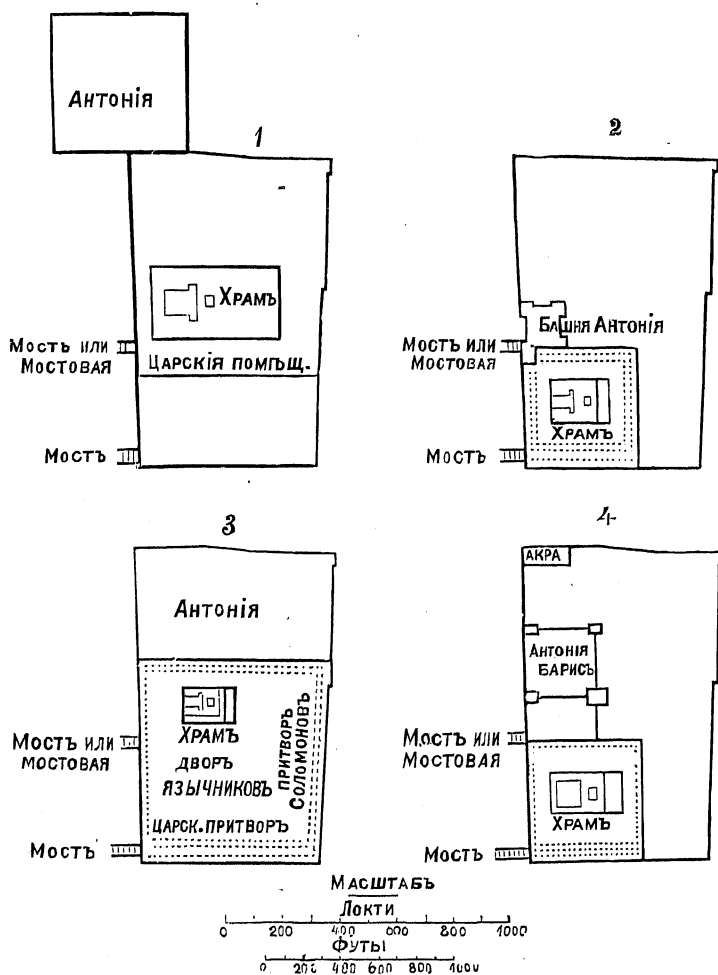 Антонія
1
Храмъ
Мостъ или
Мостовая
Царскія помѣщ.
Мостъ
2
Башня Антонія
Мостъ или
Мостовая
Храмъ
Мостъ
3
Антонія
Храмъ
Дворъ
язычниковъ
Притворъ
Соломоновъ
Мостъ или
мостовая
Царск. притворъ
Мостъ
4
Акра
Антонія
Барисъ
Мостъ или
Мостовая
Храмъ
Мостъ
Масштабъ
Локти
0 200 400 600 800 1000
Футы
0 200 400 600 800 1000